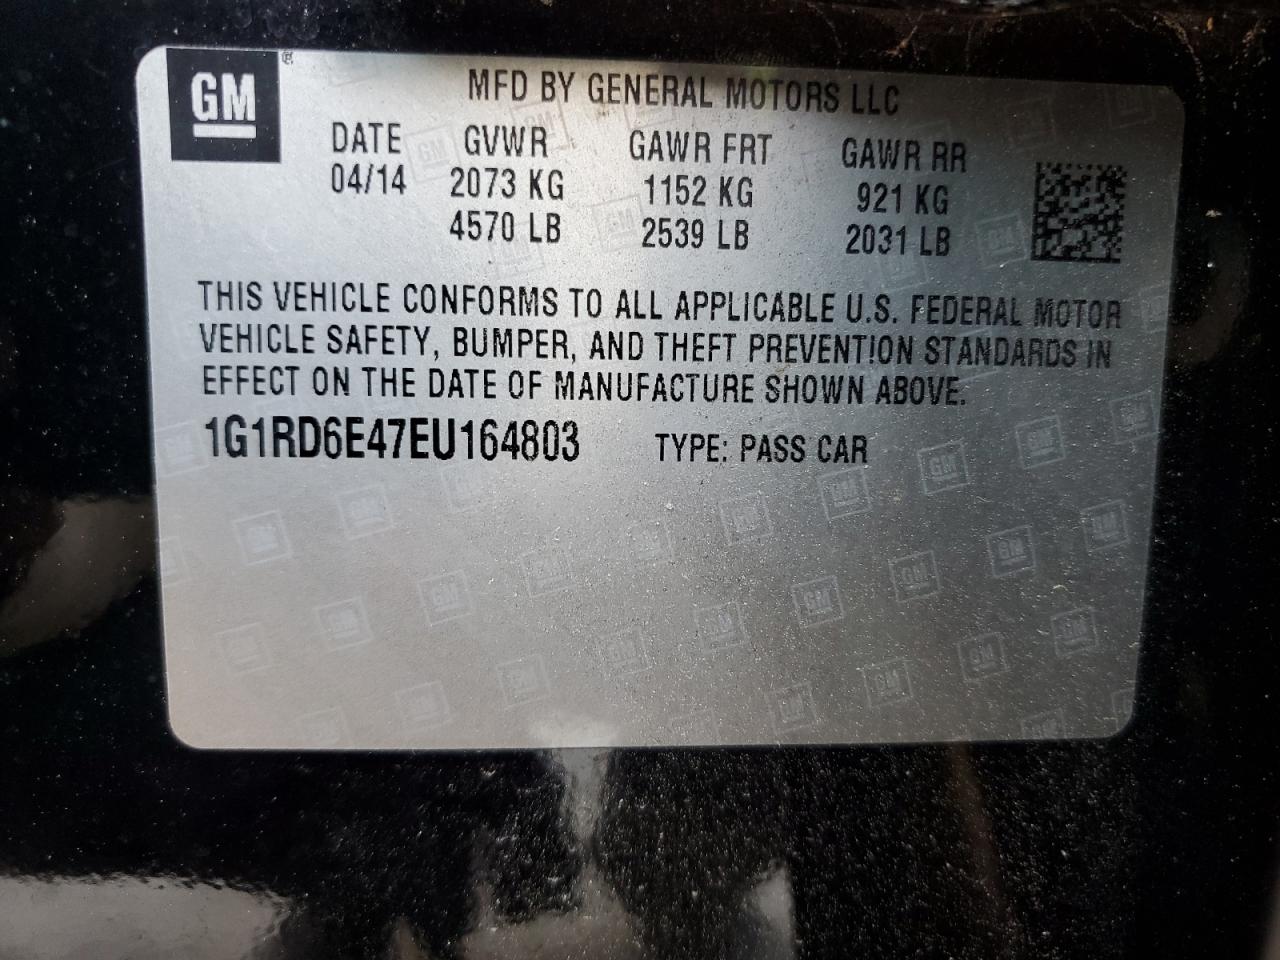 GM ®
MFD BY GENERAL MOTORS LLC
DATE GVWR GAWR FRT GAWR RR
04/14 2073 KG 1152 KG 921 KG
4570 LB 2539 LB 2031 LB
THIS VEHICLE CONFORMS TO ALL APPLICABLE U.S. FEDERAL MOTOR
VEHICLE SAFETY, BUMPER, AND THEFT PREVENTION STANDARDS IN
EFFECT ON THE DATE OF MANUFACTURE SHOWN ABOVE.
1G1RD6E47EU164803 TYPE: PASS CAR